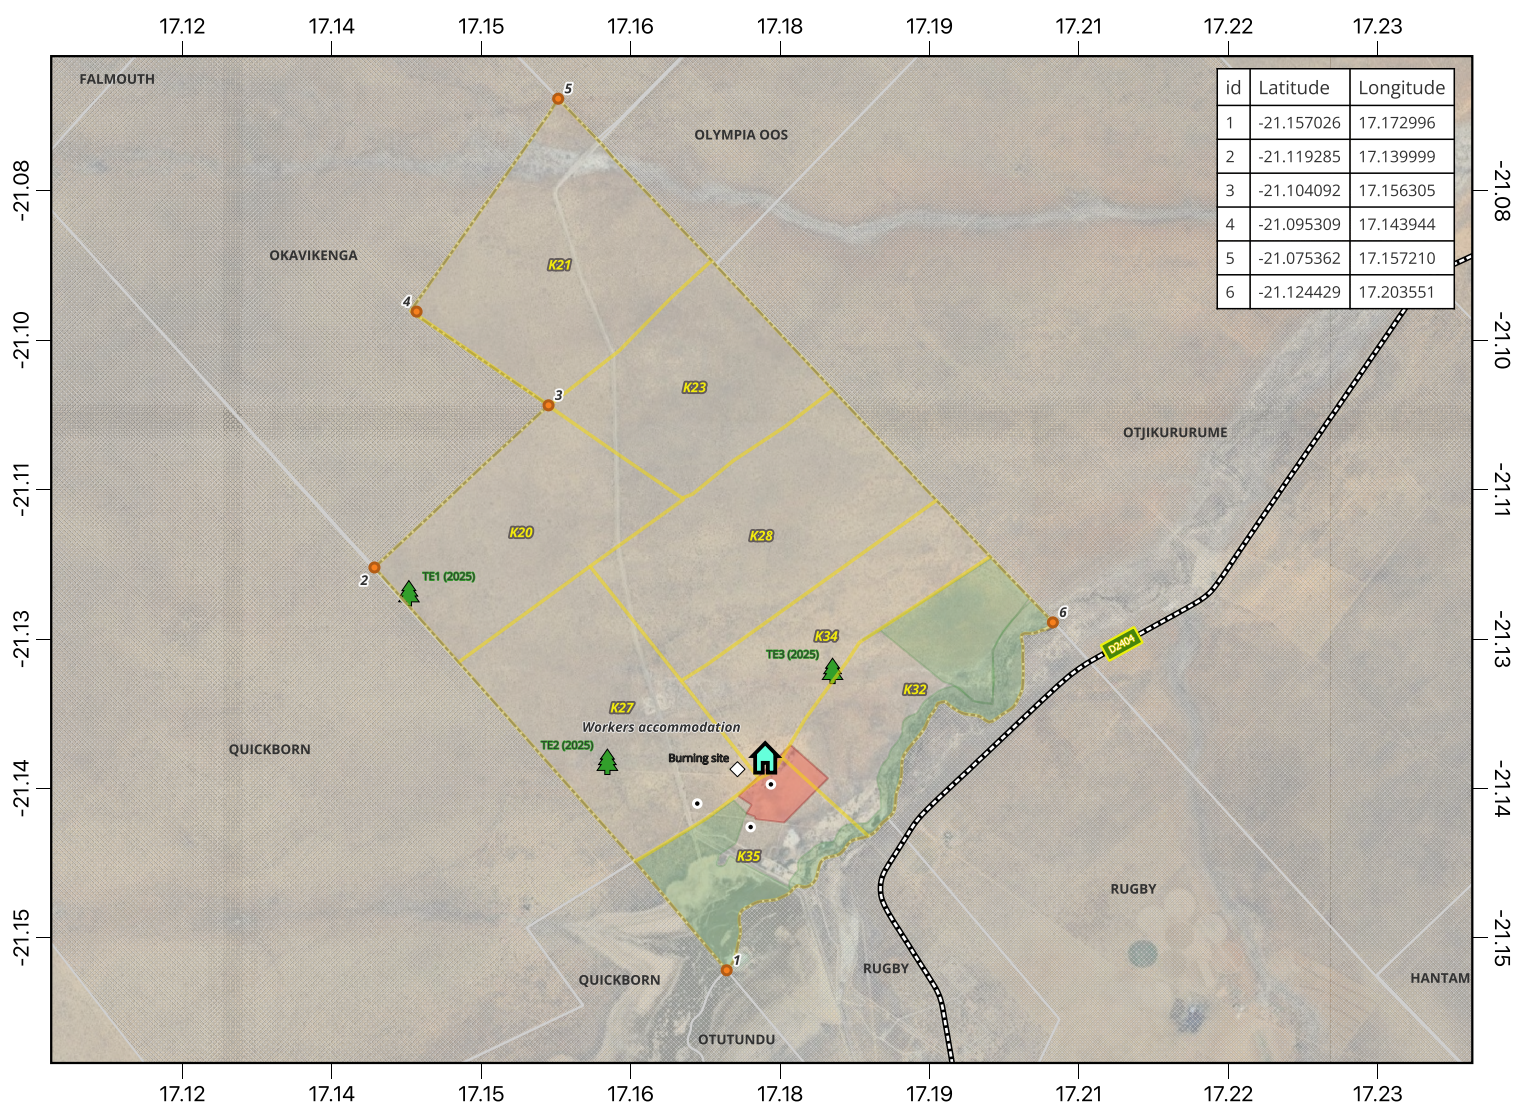 17.12 17.14 17.15 17.16 17.18 17.19 17.21 17.22 17.23
FALMOUTH
5
OLYMPIA OOS
id Latitude Longitude
1 -21.157026 17.172996
2 -21.119285 17.139999
3 -21.104092 17.156305
4 -21.095309 17.143944
5 -21.075362 17.157210
6 -21.124429 17.203551
-21.08
-21.08
OKAVIKENGA
K21
4
-21.10
-21.10
K23
3
OTJIKURURUME
-21.11
-21.11
K20
K28
2
TE1 (2025)
6
K34
D2404
-21.13
-21.13
TE3 (2025)
K32
K27
Workers accommodation
QUICKBORN
TE2 (2025)
Burning site
-21.14
-21.14
K35
RUGBY
-21.15
-21.15
1
QUICKBORN
RUGBY
HANTAM
OTUTUNDU
17.12 17.14 17.15 17.16 17.18 17.19 17.21 17.22 17.23